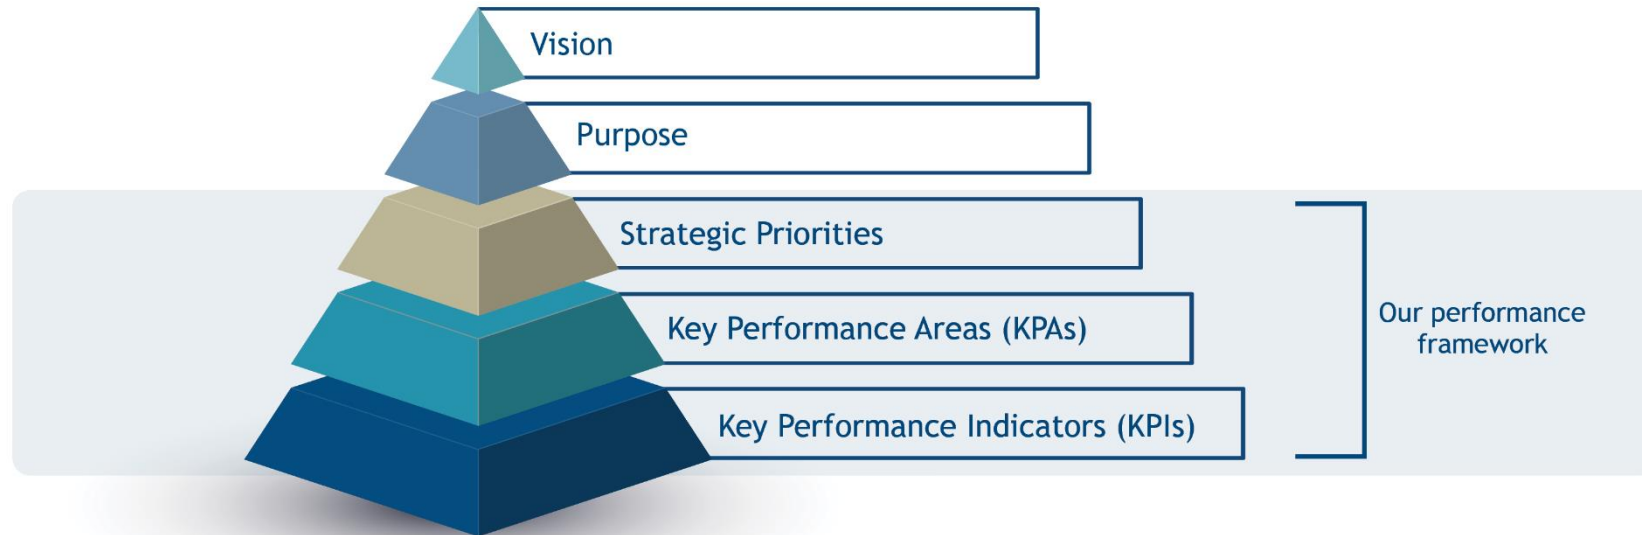 Vision
Purpose
Strategic Priorities
Key Performance Areas (KPAs)
Key Performance Indicators (KPIs)
Our performance
framework